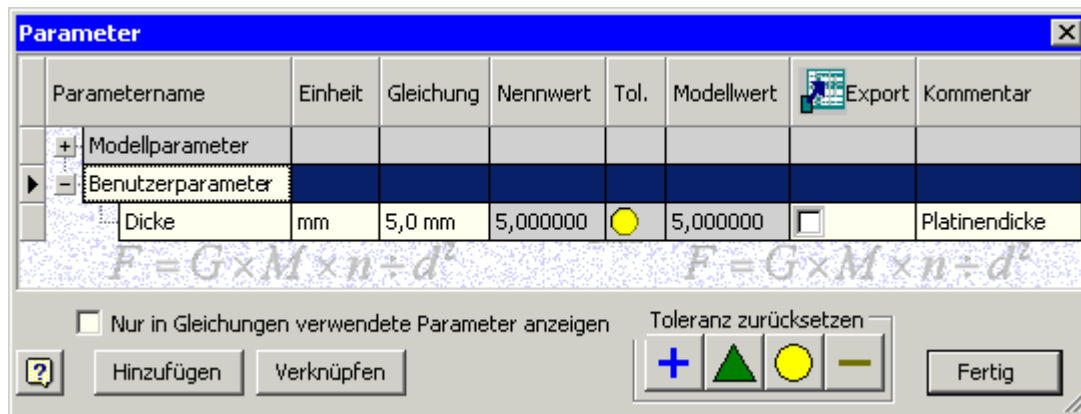 Parameter
Parametername Einheit Gleichung Nennwert Tol. Modellwert Export Kommentar
Modellparameter
Benutzerparameter
Dicke mm 5,0 mm 5,000000 5,000000 Platinendicke
F = G × M × n ÷ d² F = G × M × n ÷ d²
Nur in Gleichungen verwendete Parameter anzeigen Toleranz zurücksetzen
Hinzufügen Verknüpfen Fertig